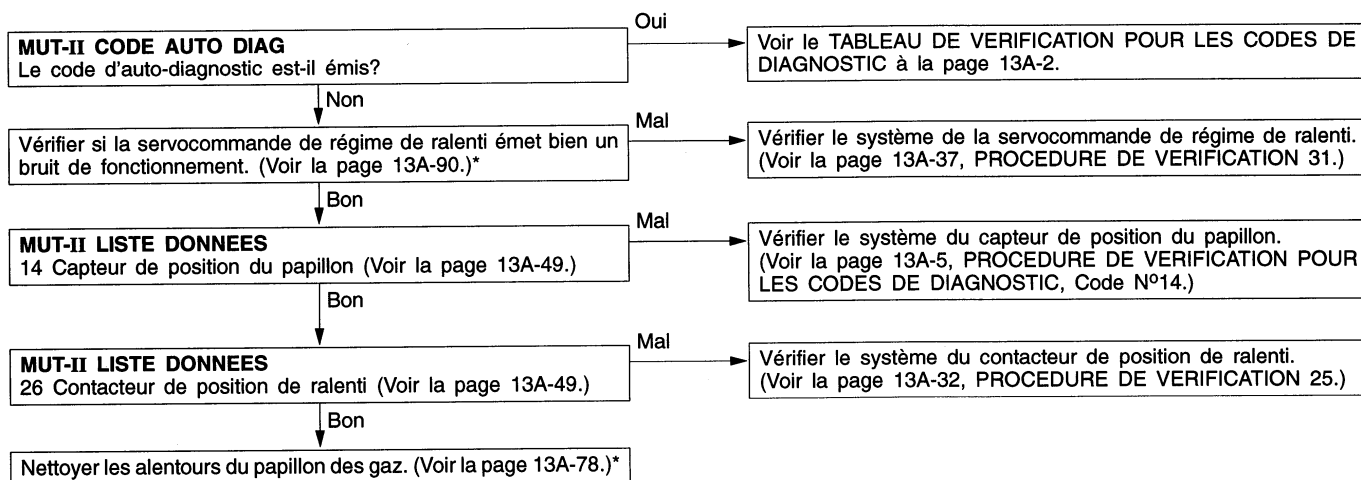 MUT-II CODE AUTO DIAG
Le code d'auto-diagnostic est-il émis?
Oui
Voir le TABLEAU DE VERIFICATION POUR LES CODES DE
DIAGNOSTIC à la page 13A-2.
Non
Vérifier si la servocommande de régime de ralenti émet bien un
bruit de fonctionnement. (Voir la page 13A-90.)*
Mal
Vérifier le système de la servocommande de régime de ralenti.
(Voir la page 13A-37, PROCEDURE DE VERIFICATION 31.)
Bon
MUT-II LISTE DONNEES
14 Capteur de position du papillon (Voir la page 13A-49.)
Mal
Vérifier le système du capteur de position du papillon.
(Voir la page 13A-5, PROCEDURE DE VERIFICATION POUR
LES CODES DE DIAGNOSTIC, Code Nº14.)
Bon
MUT-II LISTE DONNEES
26 Contacteur de position de ralenti (Voir la page 13A-49.)
Mal
Vérifier le système du contacteur de position de ralenti.
(Voir la page 13A-32, PROCEDURE DE VERIFICATION 25.)
Bon
Nettoyer les alentours du papillon des gaz. (Voir la page 13A-78.)*